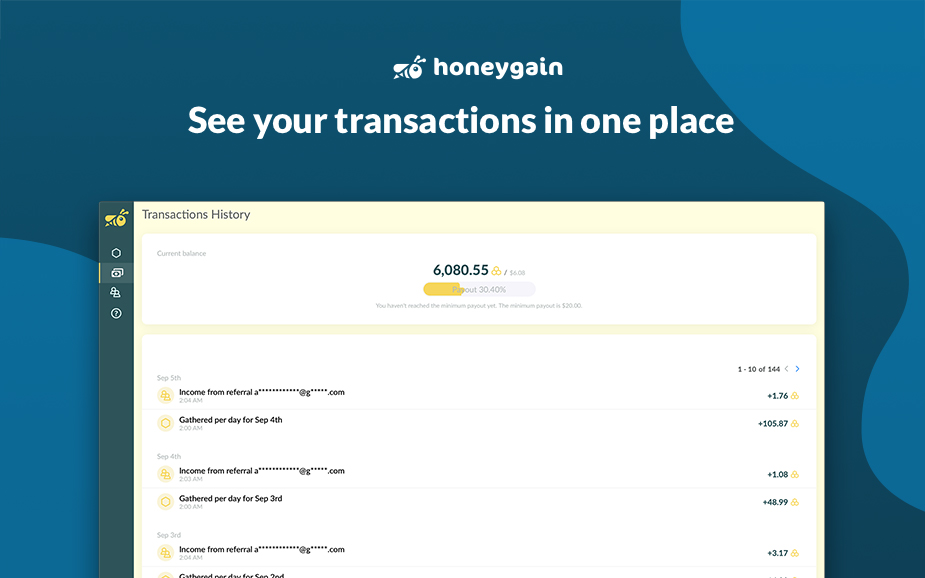 honeygain
See your transactions in one place
Transactions History
Current balance
6,080.55 / $6.08
Payout 30.40%
You haven't reached the minimum payout yet. The minimum payout is $20.00.
1 - 10 of 144
Sep 5th
Income from referral a************@g*****.com
+1.76
2:04 AM
Gathered per day for Sep 4th
+105.87
2:00 AM
Sep 4th
Income from referral a************@g*****.com
+1.08
2:03 AM
Gathered per day for Sep 3rd
+48.99
2:00 AM
Sep 3rd
Income from referral a************@g*****.com
+3.17
2:04 AM
Gathered per day for Sep 2nd